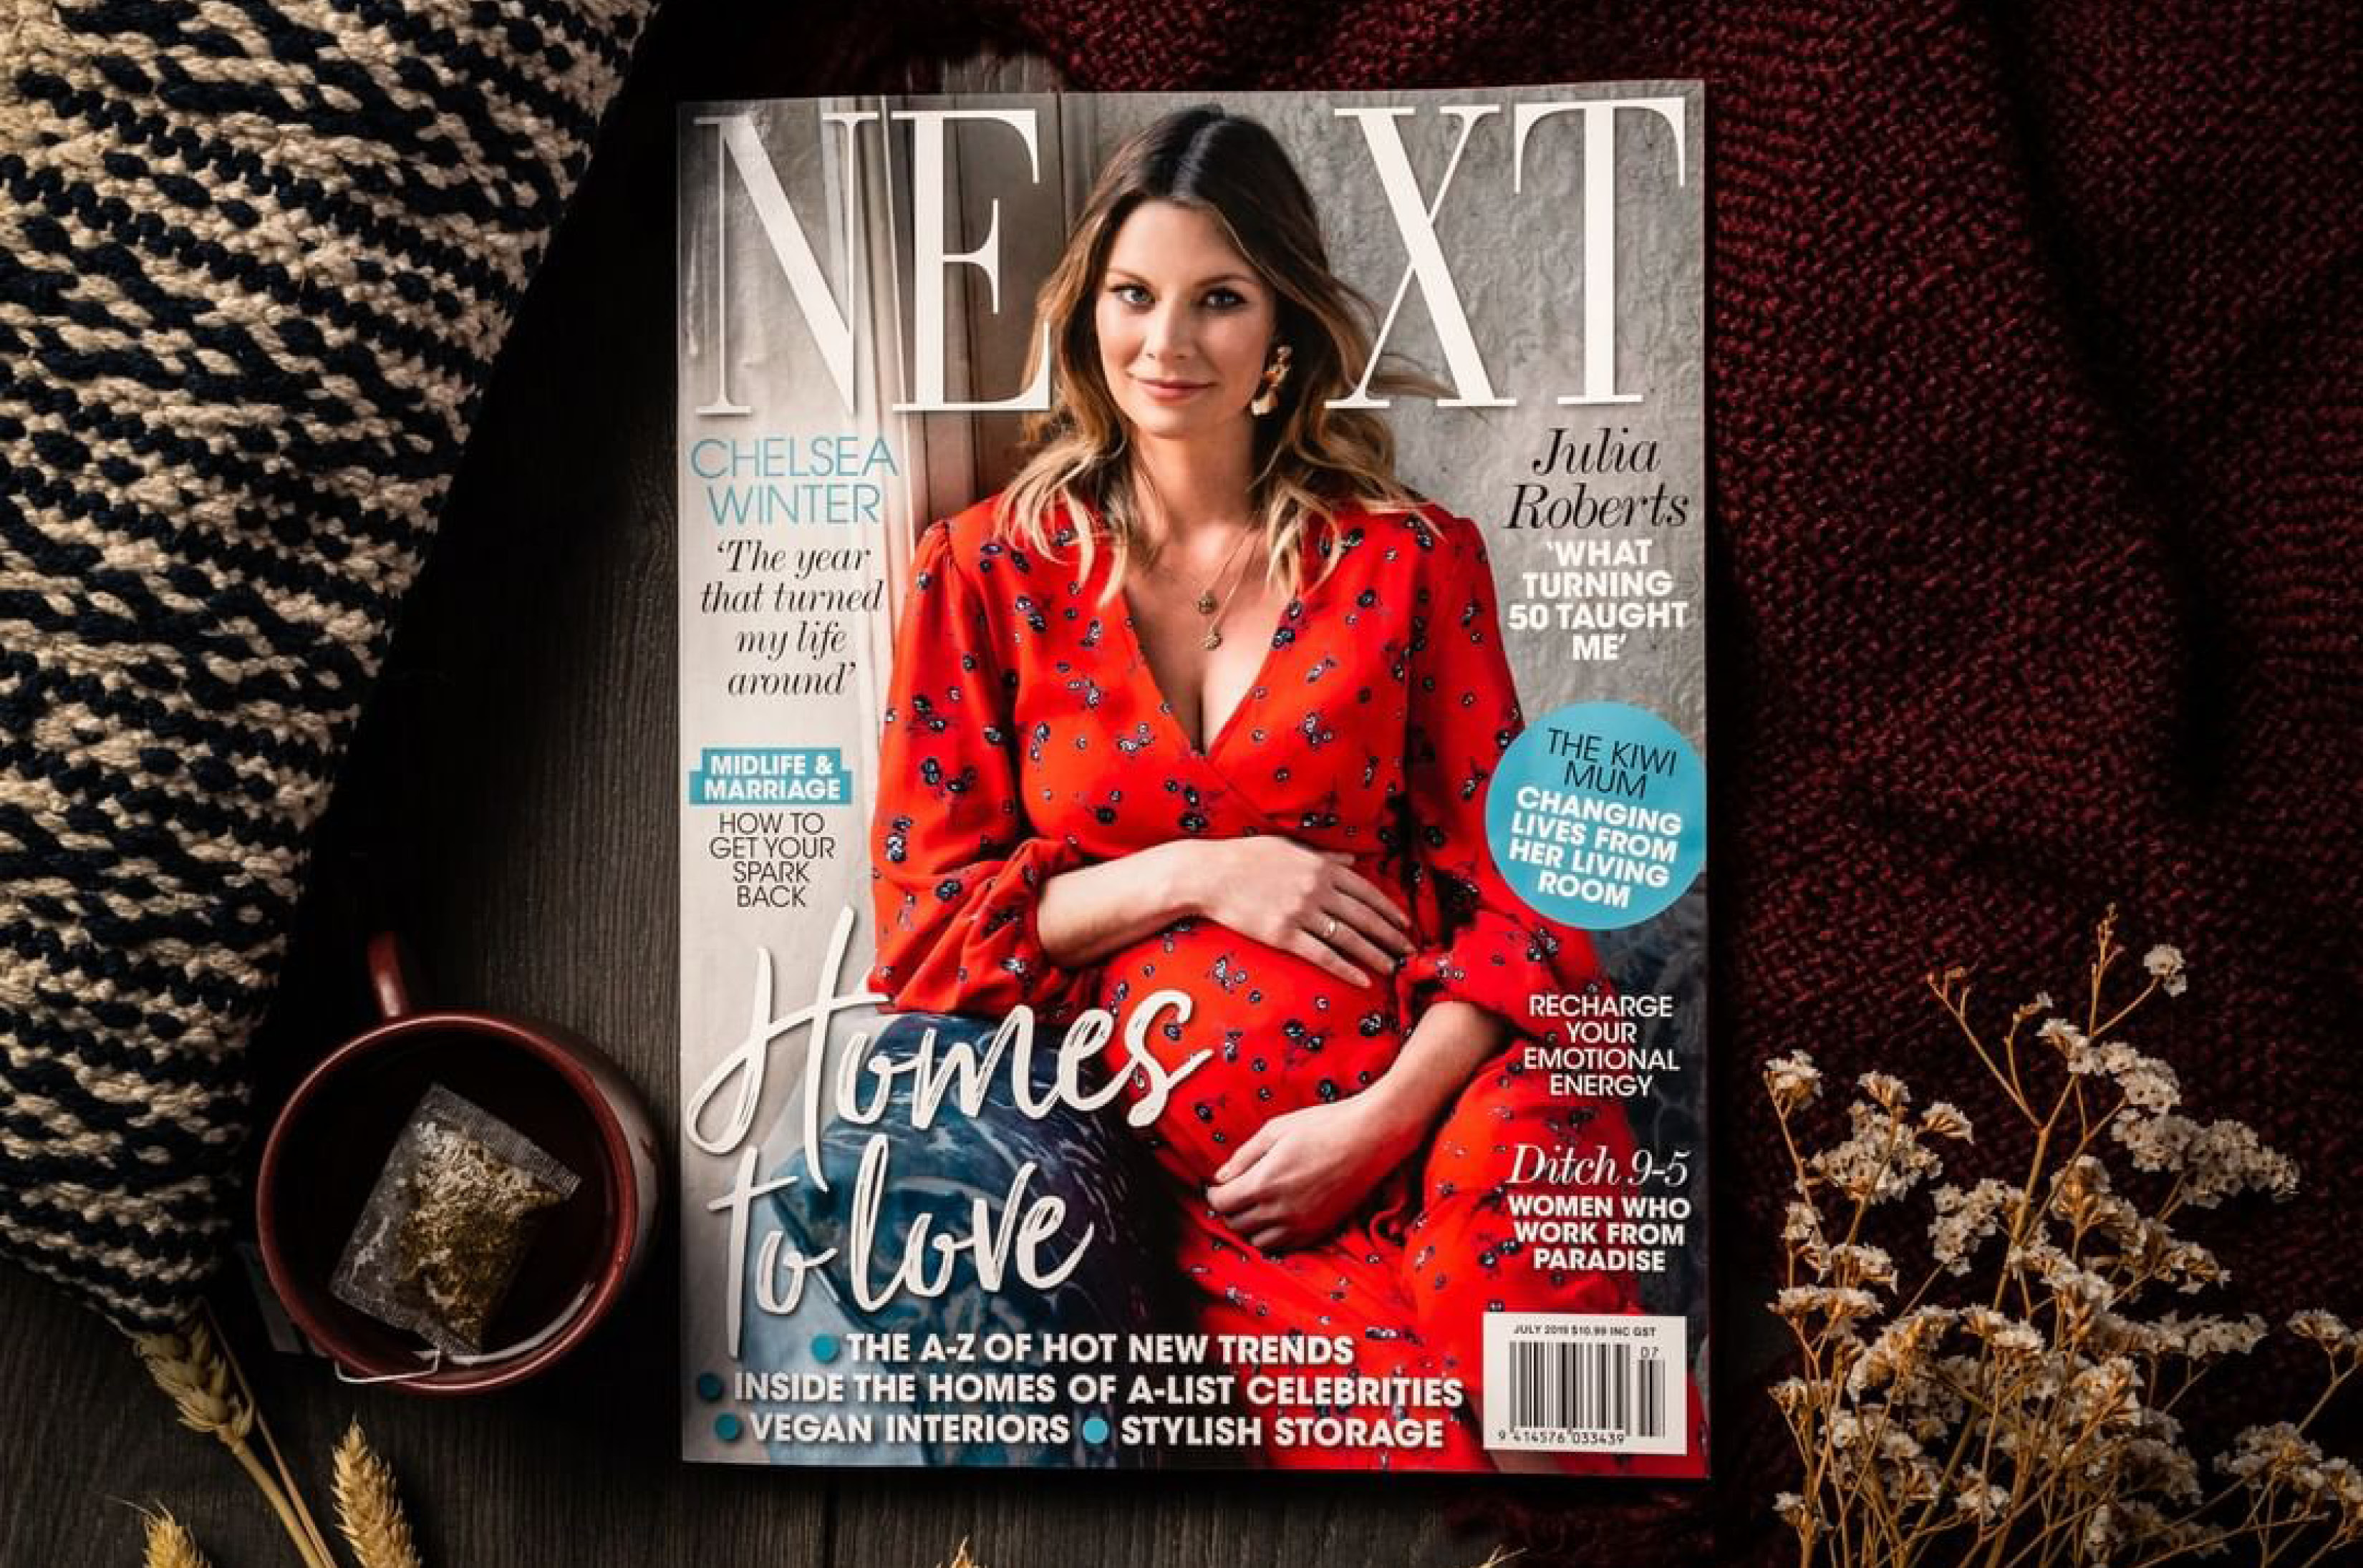 NEXT
CHELSEA
WINTER
‘The year
that turned
my life
around’
MIDLIFE &
MARRIAGE
HOW TO
GET YOUR
SPARK
BACK
Julia
Roberts
‘WHAT
TURNING
50 TAUGHT
ME’
THE KIWI
MUM
CHANGING
LIVES FROM
HER LIVING
ROOM
RECHARGE
YOUR
EMOTIONAL
ENERGY
Ditch 9-5
WOMEN WHO
WORK FROM
PARADISE
Homes
to love
THE A-Z OF HOT NEW TRENDS
INSIDE THE HOMES OF A-LIST CELEBRITIES
VEGAN INTERIORS ● STYLISH STORAGE
JULY 2019 $10.99 INC GST
07
9 414576 033439